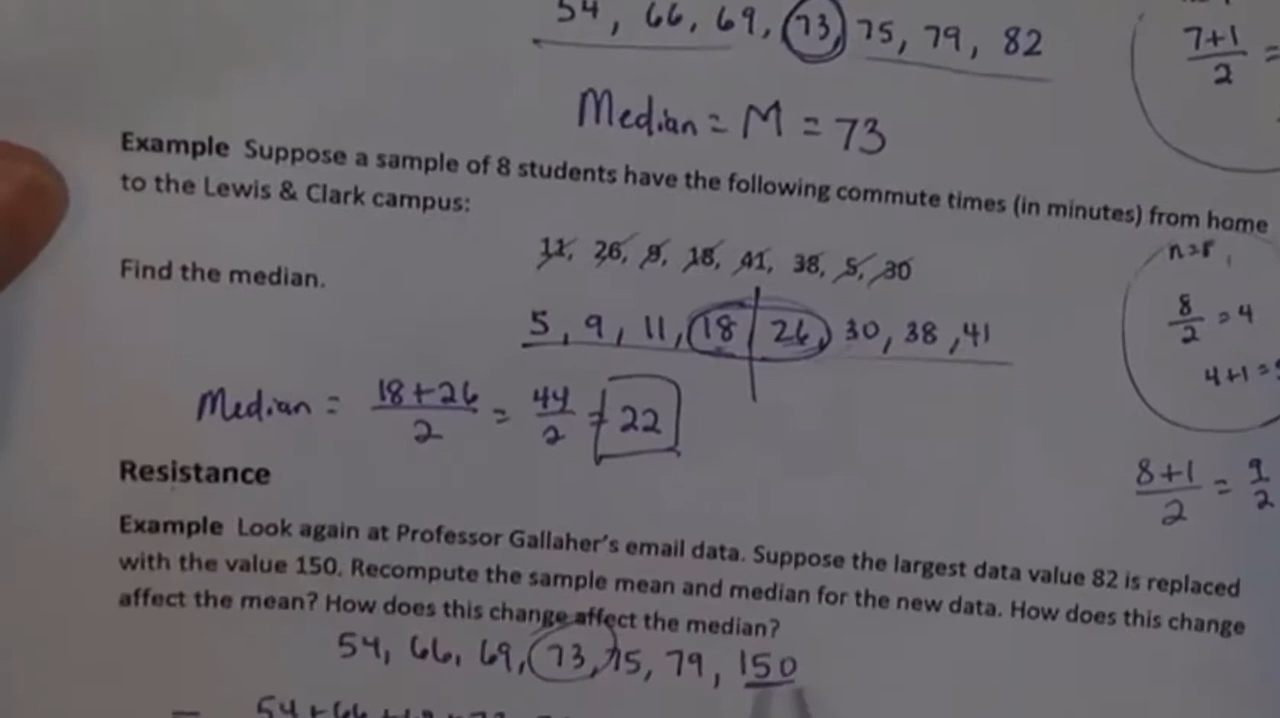 54, 66, 69, 73, 75, 79, 82
7+1
2 =
Median = M = 73
Example Suppose a sample of 8 students have the following commute times (in minutes) from home
to the Lewis & Clark campus:
11, 26, 9, 18, 41, 38, 5, 30
n=8
Find the median.
5, 9, 11, 18 26, 30, 38, 41
8/2 = 4
4+1=
Median = 18+26/2 = 44/2 = 22
8+1/2 = 9/2
Resistance
Example Look again at Professor Gallaher's email data. Suppose the largest data value 82 is replaced
with the value 150. Recompute the sample mean and median for the new data. How does this change
affect the mean? How does this change affect the median?
54, 66, 69, 73, 75, 79, 150
54+66+